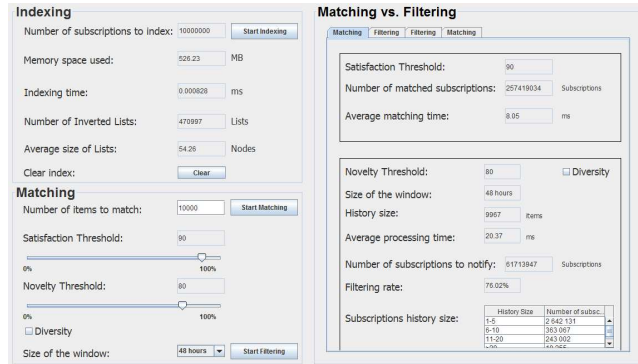 Indexing
Number of subscriptions to index: 10000000 Start Indexing
Memory space used: 526.23 MB
Indexing time: 0.000828 ms
Number of Inverted Lists: 470997 Lists
Average size of Lists: 54.26 Nodes
Clear index: Clear
Matching
Number of items to match: 10000 Start Matching
Satisfaction Threshold: 90
0% 100%
Novelty Threshold: 80
0% 100%
Diversity
Size of the window: 48 hours Start Filtering
Matching vs. Filtering
Matching Filtering Filtering Matching
Satisfaction Threshold: 90
Number of matched subscriptions: 257419034 Subscriptions
Average matching time: 8.05 ms
Novelty Threshold: 80 Diversity
Size of the window: 48 hours
History size: 9967 items
Average processing time: 20.37 ms
Number of subscriptions to notify: 61713947 Subscriptions
Filtering rate: 76.02%
Subscriptions history size:
History Size Number of subsc...
1-5 2 642 131
6-10 363 067
11-20 243 002